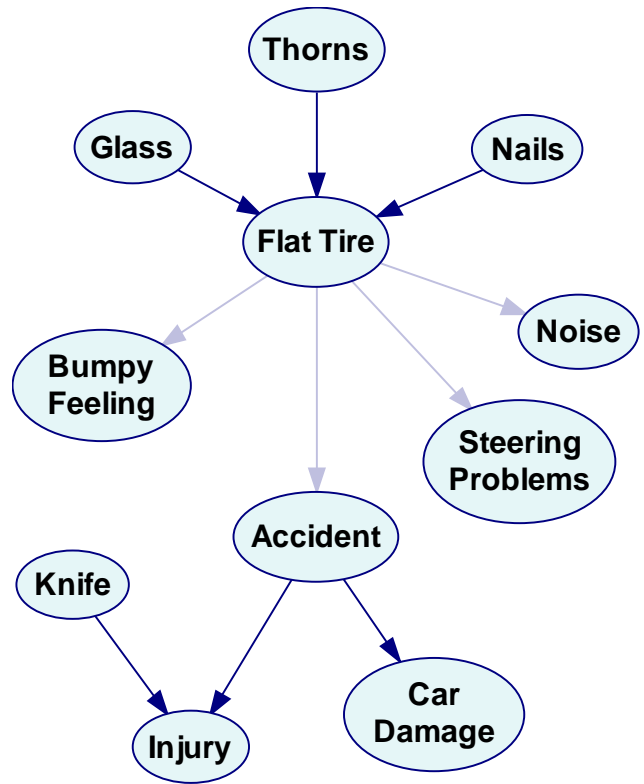 Thorns
Glass
Nails
Flat Tire
Noise
Bumpy
Feeling
Steering
Problems
Accident
Knife
Car
Damage
Injury